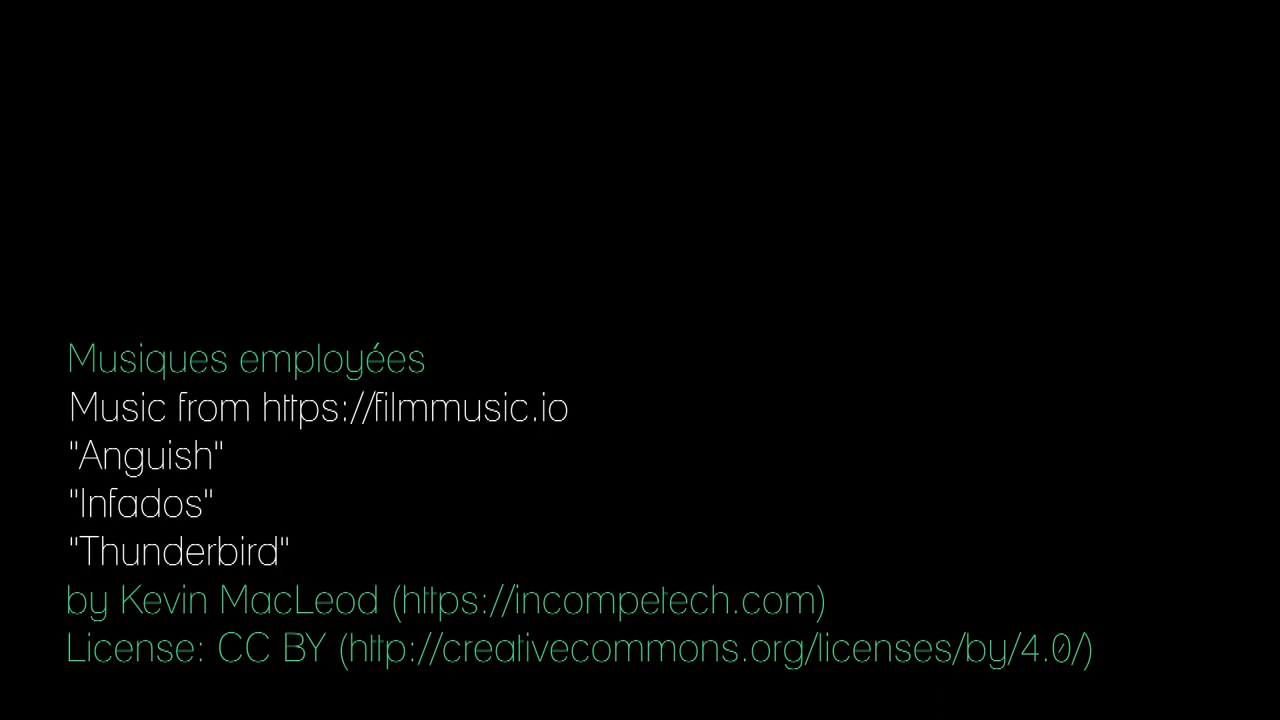 Musiques employées
Music from https://filmmusic.io
"Anguish"
"Infados"
"Thunderbird"
by Kevin MacLeod (https://incompetech.com)
License: CC BY (http://creativecommons.org/licenses/by/4.0/)